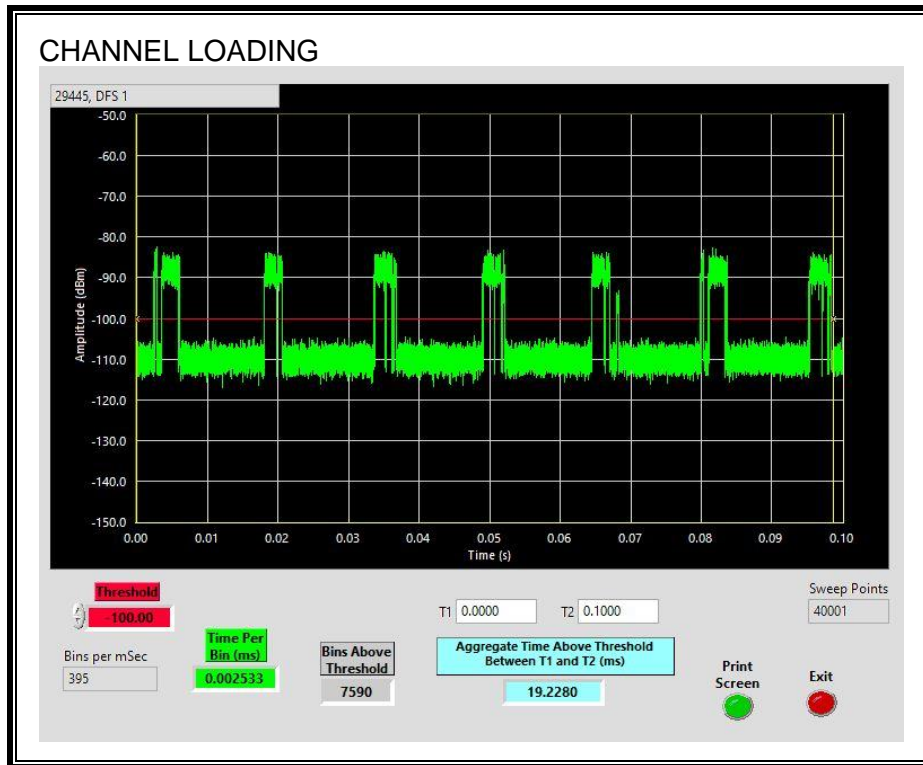 CHANNEL LOADING
29445, DFS 1
-50.0
-60.0
-70.0
-80.0
-90.0
-100.0
-110.0
-120.0
-130.0
-140.0
-150.0
Amplitude (dBm)
0.00 0.01 0.02 0.03 0.04 0.05 0.06 0.07 0.08 0.09 0.10
Time (s)
Threshold
-100.00
Bins per mSec
395
Time Per
Bin (ms)
0.002533
Bins Above
Threshold
7590
T1 0.0000 T2 0.1000
Aggregate Time Above Threshold
Between T1 and T2 (ms)
19.2280
Sweep Points
40001
Print
Screen
Exit